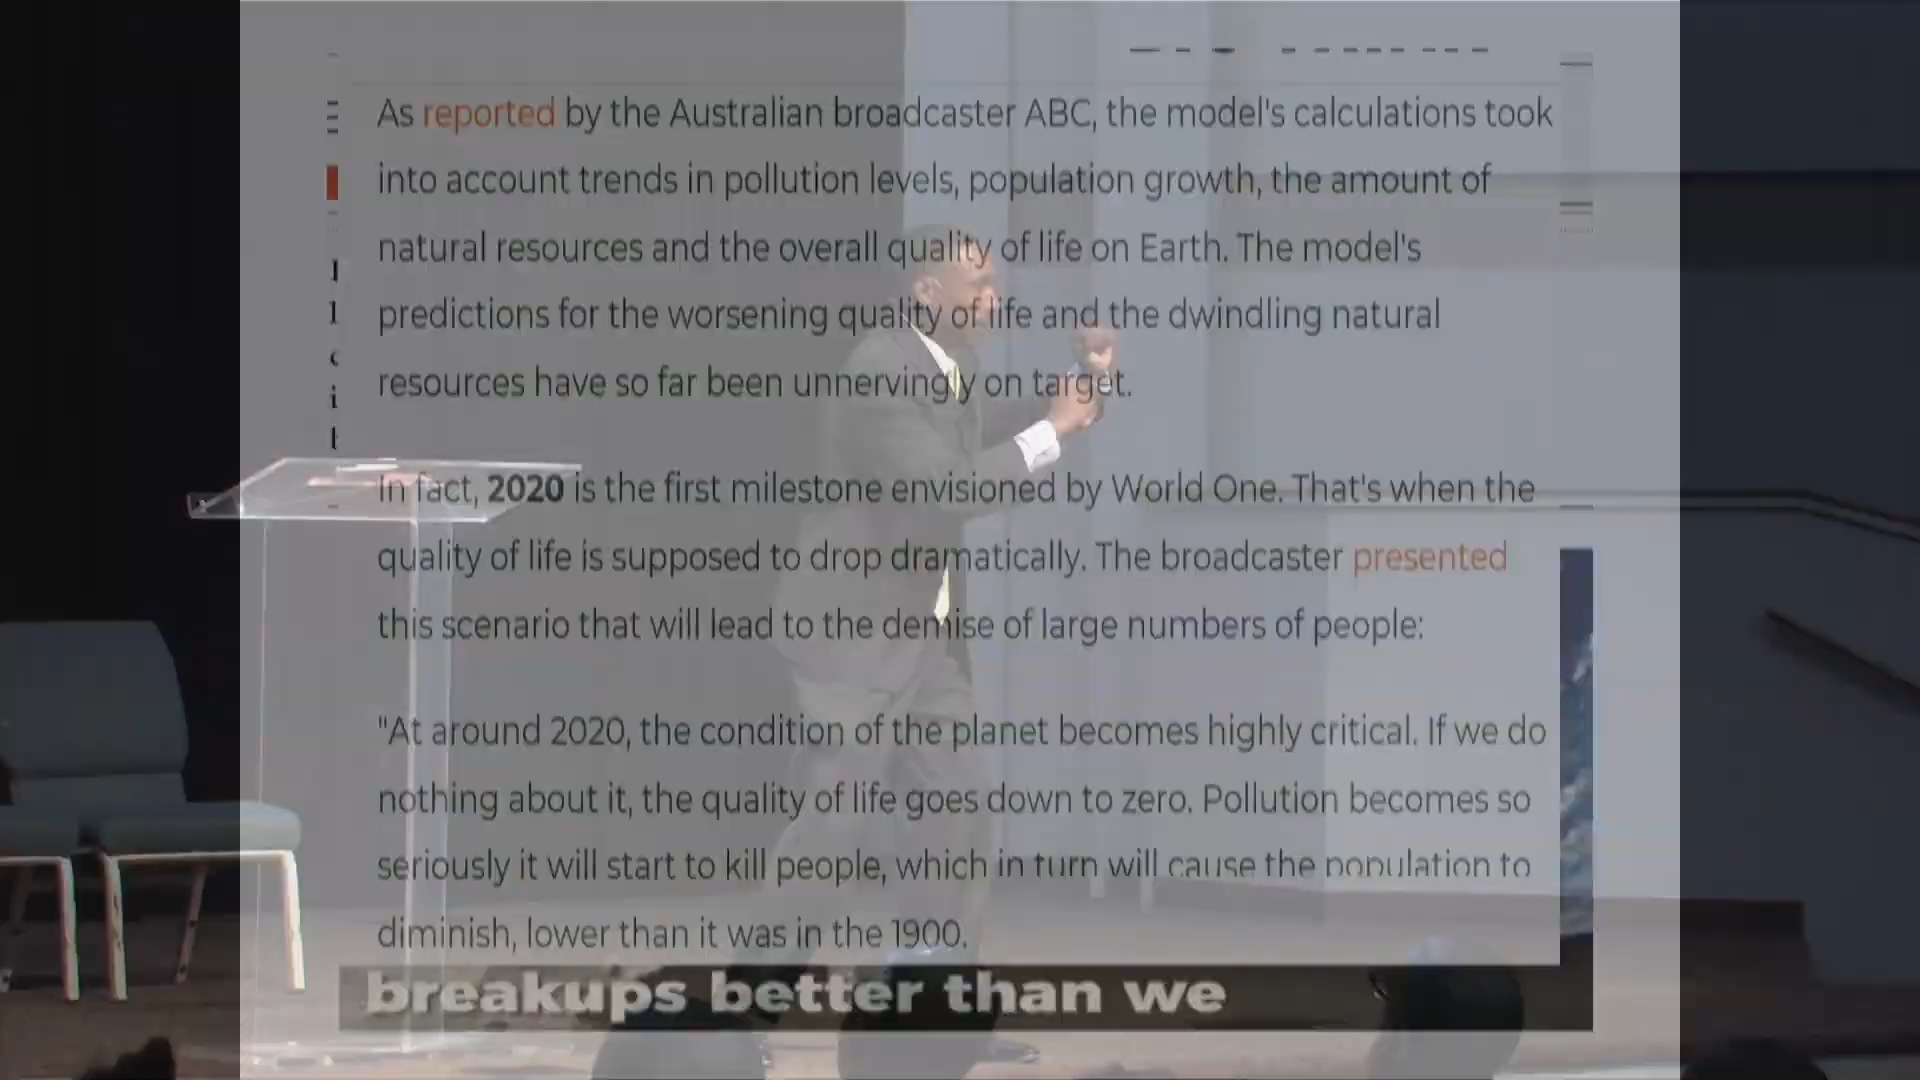 As reported by the Australian broadcaster ABC, the model's calculations took
into account trends in pollution levels, population growth, the amount of
natural resources and the overall quality of life on Earth. The model's
predictions for the worsening quality of life and the dwindling natural
resources have so far been unnervingly on target.
In fact, 2020 is the first milestone envisioned by World One. That's when the
quality of life is supposed to drop dramatically. The broadcaster presented
this scenario that will lead to the demise of large numbers of people:
"At around 2020, the condition of the planet becomes highly critical. If we do
nothing about it, the quality of life goes down to zero. Pollution becomes so
seriously it will start to kill people, which in turn will cause the population to
diminish, lower than it was in the 1900.
breakups better than we